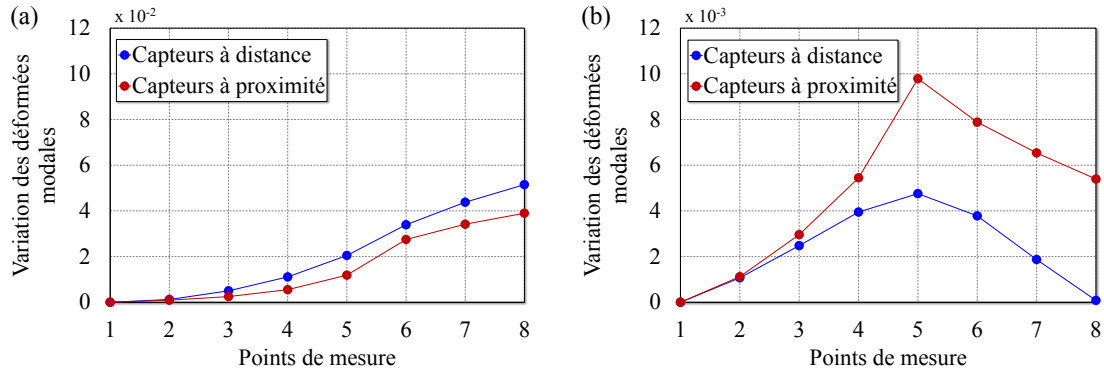 (a)
x 10-2
12
10
8
6
4
2
0
Variation des déformées
modales
Capteurs à distance
Capteurs à proximité
1 2 3 4 5 6 7 8
Points de mesure
(b)
x 10-3
12
10
8
6
4
2
0
Variation des déformées
modales
Capteurs à distance
Capteurs à proximité
1 2 3 4 5 6 7 8
Points de mesure